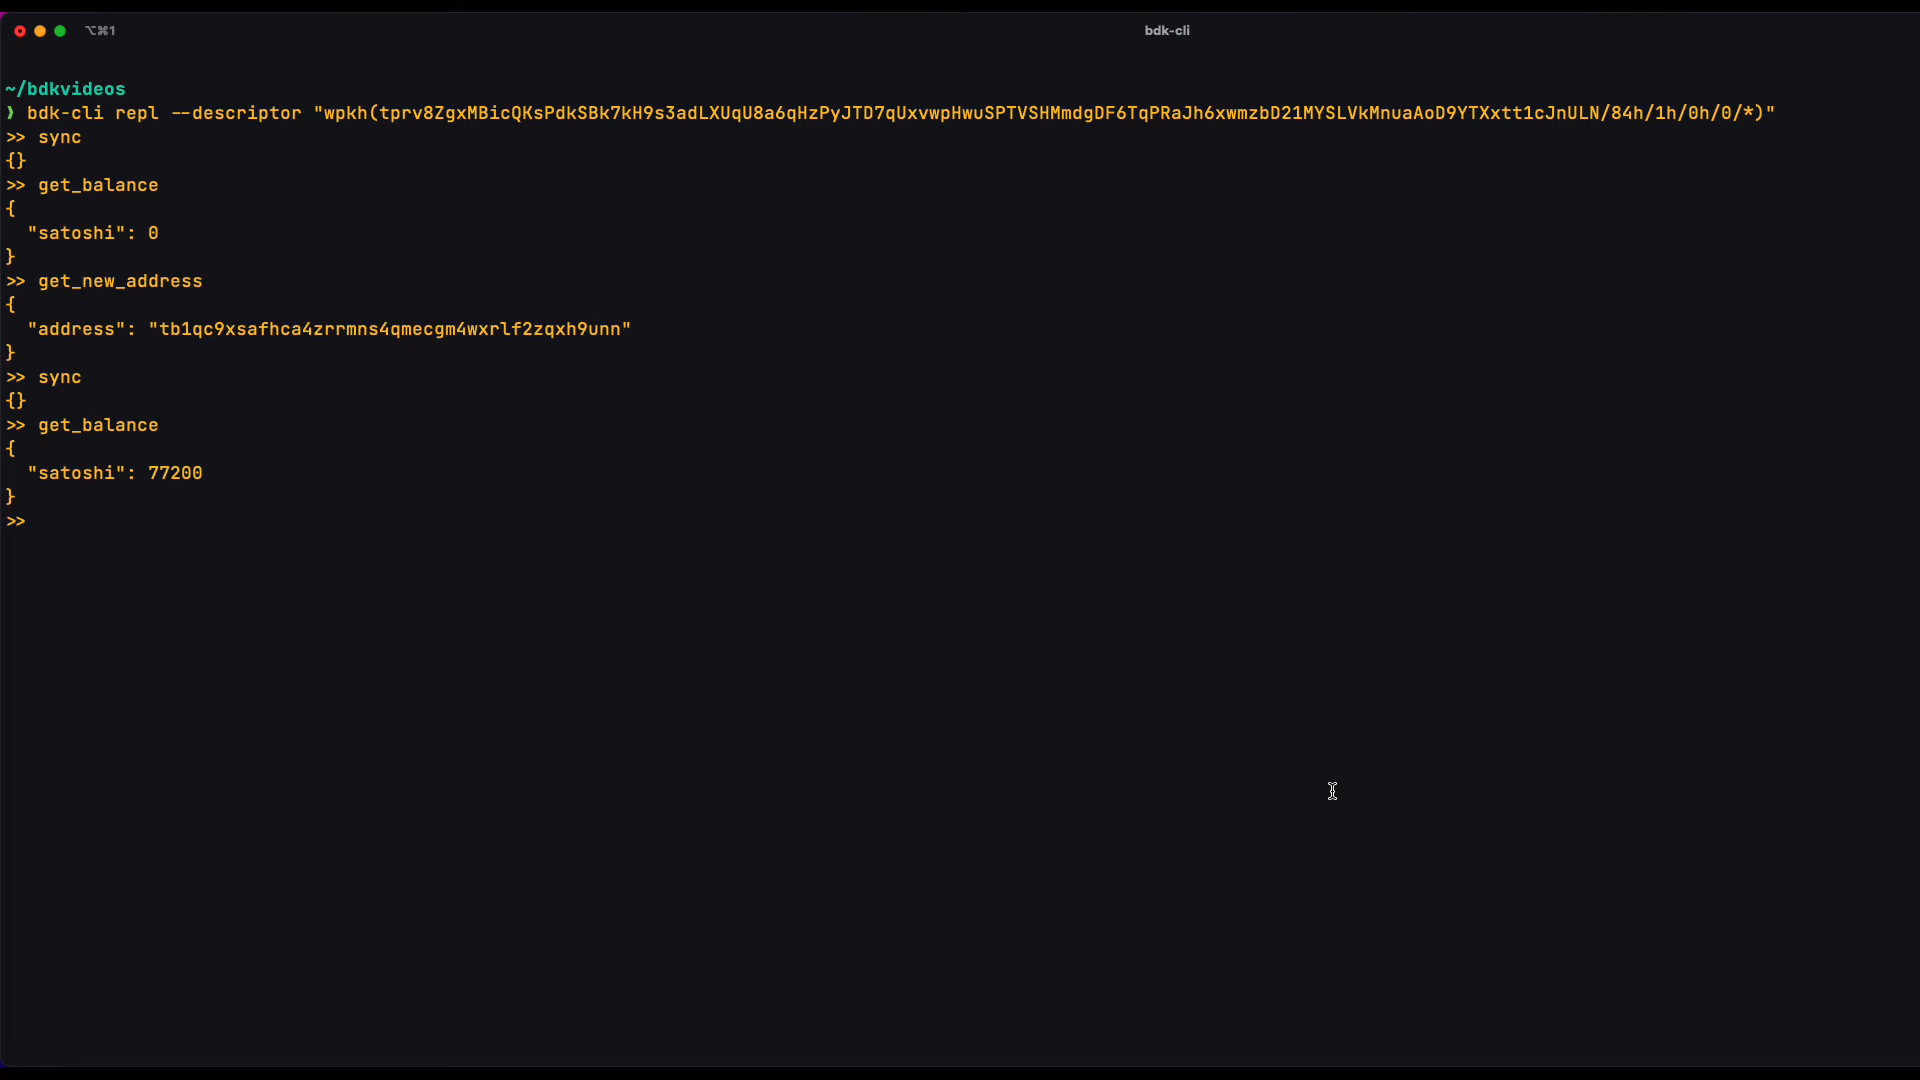 ⌥⌘1
bdk-cli
~/bdkvideos
❯ bdk-cli repl --descriptor "wpkh(tprv8ZgxMBicQKsPdkSBk7kH9s3adLXUqU8a6qHzPyJTD7qUxvwpHwuSPTVSHMmdgDF6TqPRaJh6xwmzbD21MYSLVkMnuaAoD9YTXxtt1cJnULN/84h/1h/0h/0/*)"
>> sync
{}
>> get_balance
{
  "satoshi": 0
}
>> get_new_address
{
  "address": "tb1qc9xsafhca4zrrmns4qmecgm4wxrlf2zqxh9unn"
}
>> sync
{}
>> get_balance
{
  "satoshi": 77200
}
>>